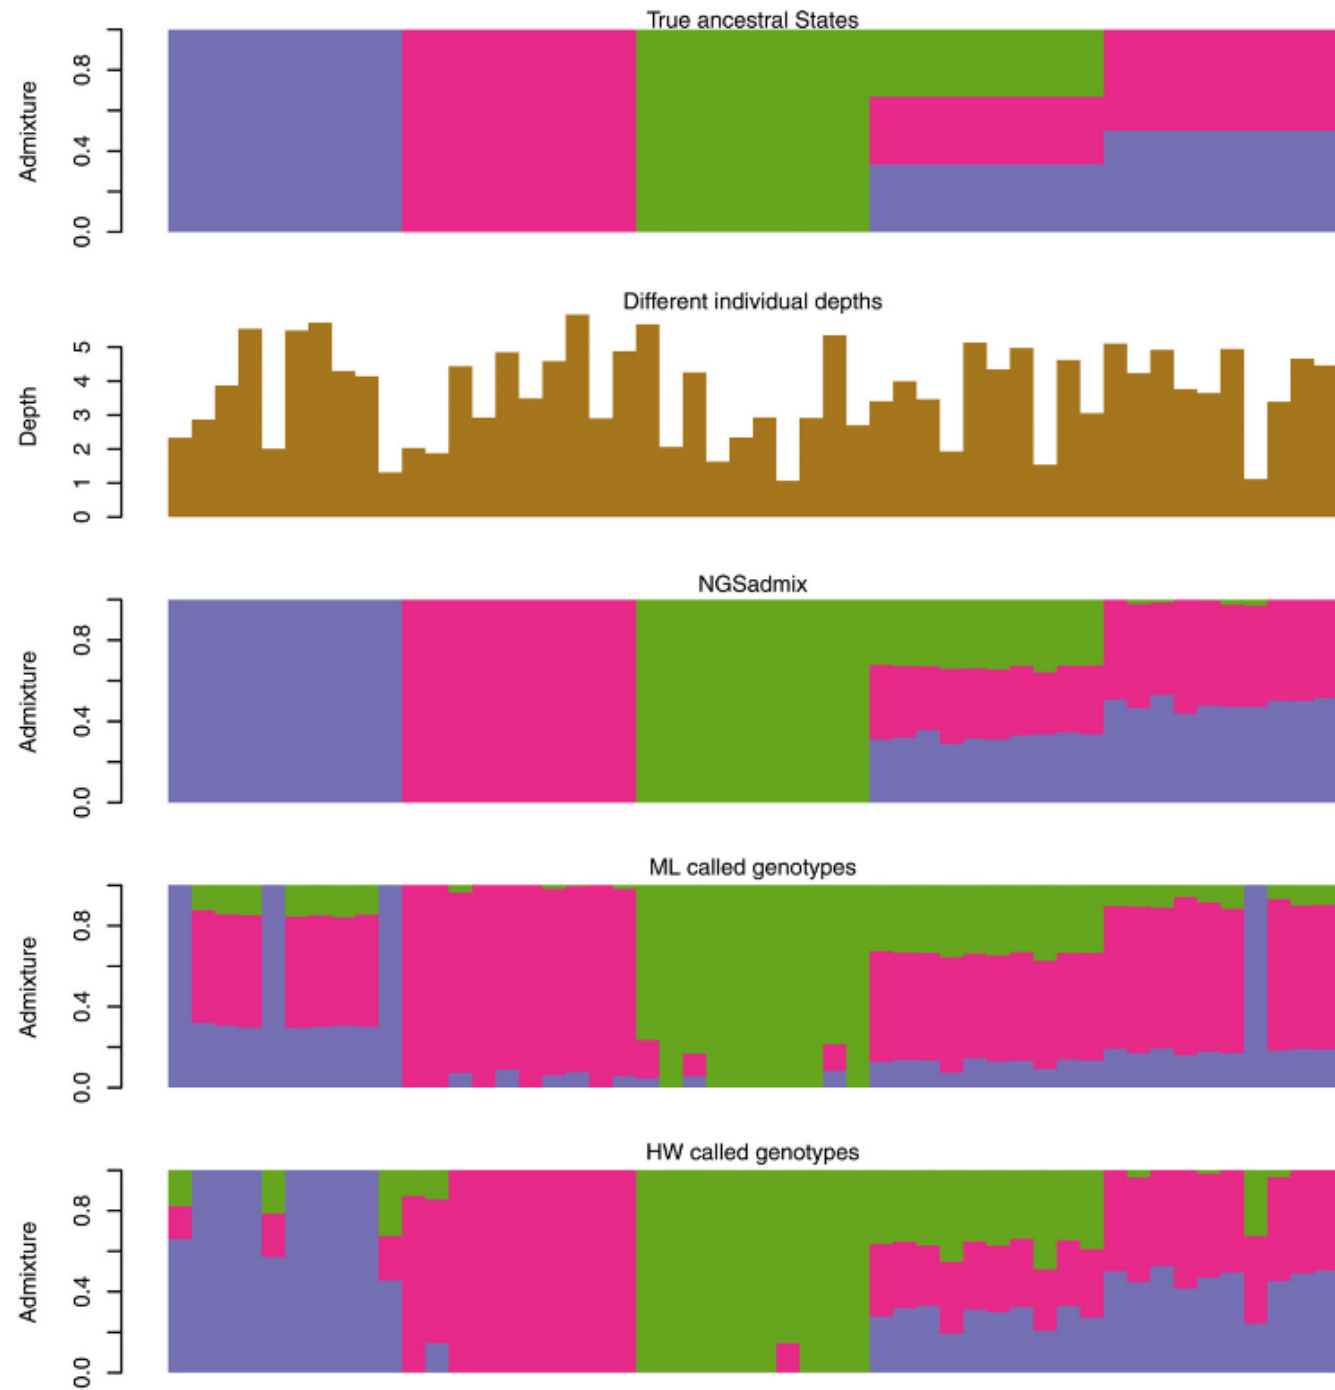 True ancestral States
Admixture
0.0 0.4 0.8
Different individual depths
Depth
0 1 2 3 4 5
NGSadmix
Admixture
0.0 0.4 0.8
ML called genotypes
Admixture
0.0 0.4 0.8
HW called genotypes
Admixture
0.0 0.4 0.8